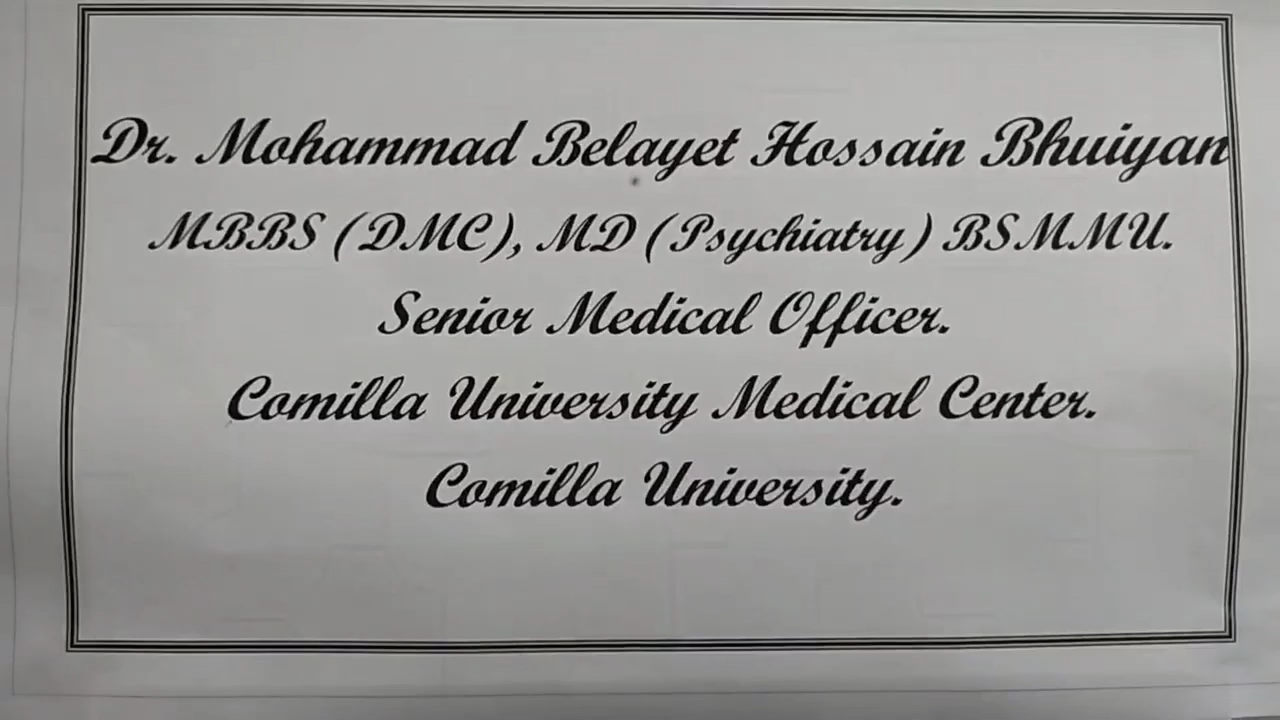 Dr. Mohammad Belayet Hossain Bhuiyan
MBBS (DMC), MD (Psychiatry) BSMMU.
Senior Medical Officer.
Comilla University Medical Center.
Comilla University.